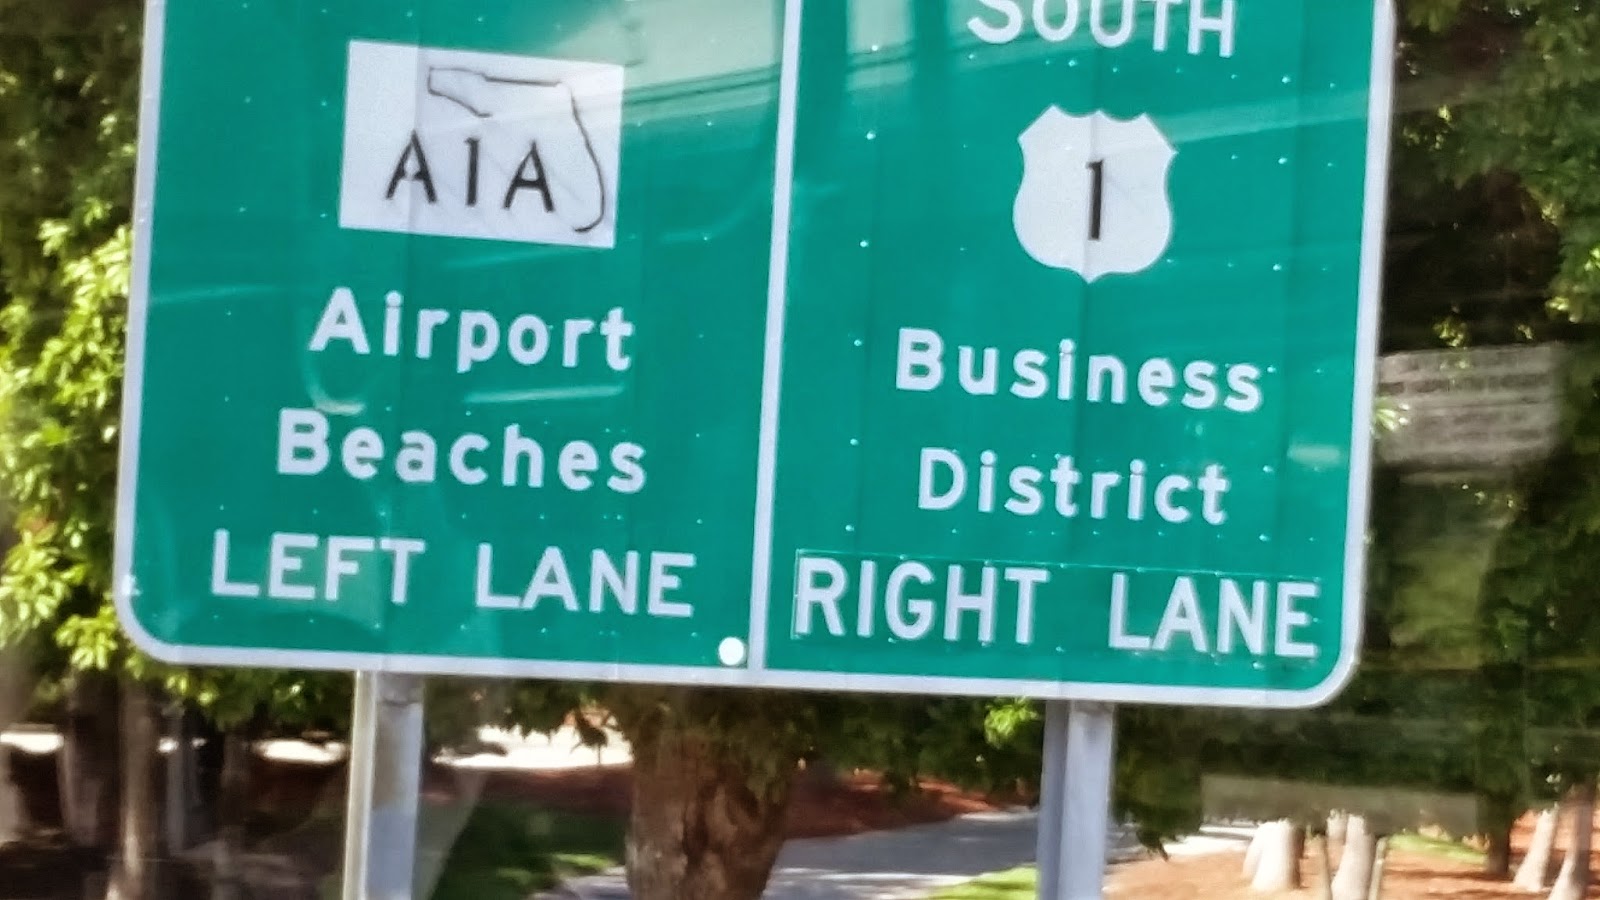 A1A
Airport
Beaches
LEFT LANE
SOUTH
1
Business
District
RIGHT LANE